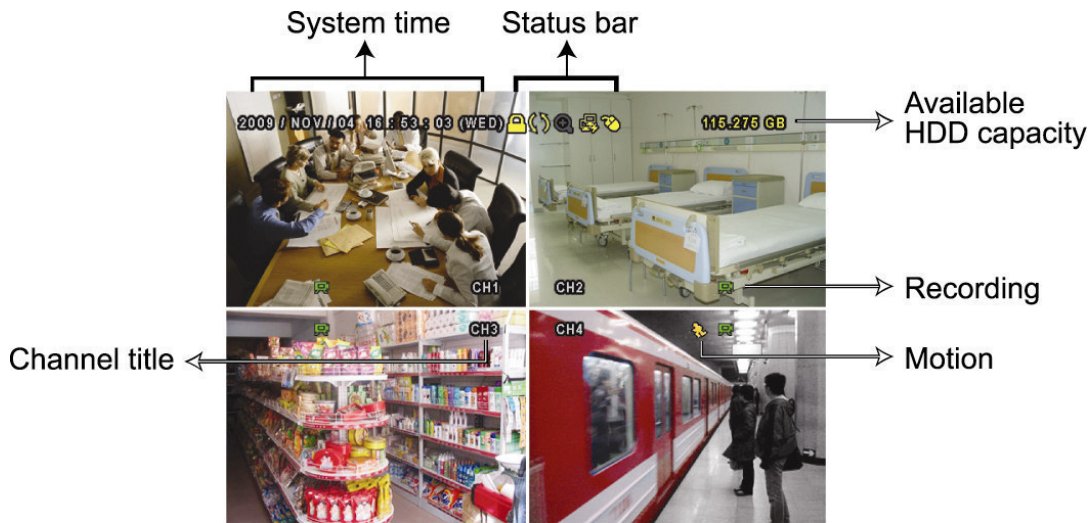 System time
Status bar
2009 / NOV / 04 16 : 53 : 03 (WED)
115.275 GB
Available
HDD capacity
CH1
CH2
Recording
CH3
CH4
Channel title
Motion